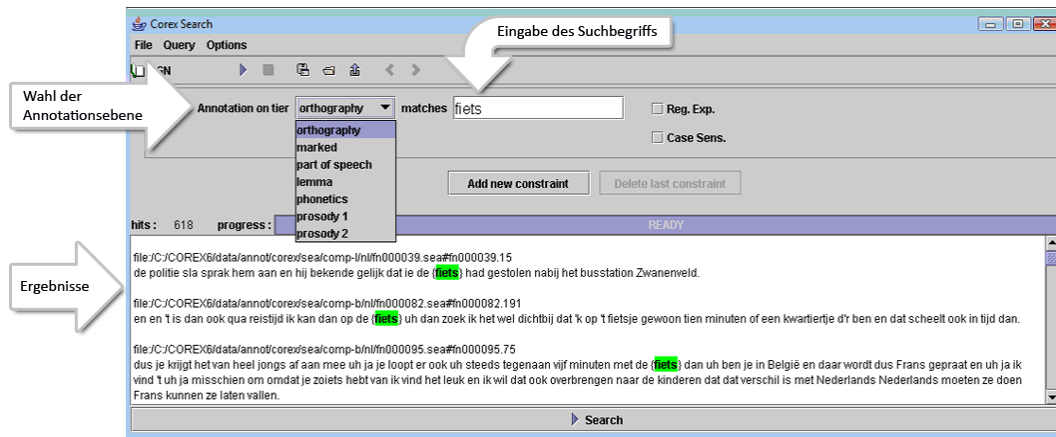 Corex Search
Eingabe des Suchbegriffs
File Query Options
GN
Wahl der
Annotationsebene
Annotation on tier orthography matches fiets Reg. Exp.
Case Sens.
orthography
marked
part of speech
lemma
phonetics
prosody 1
prosody 2
Add new constraint Delete last constraint
hits : 618 progress : READY
Ergebnisse
file:/C:/COREX6/data/annot/corex/sea/comp-l/nl/fn000039.sea#fn000039.15
de politie sla sprak hem aan en hij bekende gelijk dat ie de {fiets} had gestolen nabij het busstation Zwanenveld.
file:/C:/COREX6/data/annot/corex/sea/comp-b/nl/fn000082.sea#fn000082.191
en en 't is dan ook qua reistijd ik kan dan op de {fiets} uh dan zoek ik het wel dichtbij dat 'k op 't fietsje gewoon tien minuten of een kwartiertje d'r ben en dat scheelt ook in tijd dan.
file:/C:/COREX6/data/annot/corex/sea/comp-b/nl/fn000095.sea#fn000095.75
dus je krijgt het van heel jongs af aan mee uh ja je loopt er ook uh steeds tegenaan vijf minuten met de {fiets} dan uh ben je in België en daar wordt dus Frans gepraat en uh ja ik
vind 't uh ja misschien om omdat je zoiets hebt van ik vind het leuk en ik wil dat ook overbrengen naar de kinderen dat dat verschil is met Nederlands Nederlands moeten ze doen
Frans kunnen ze laten vallen.
Search